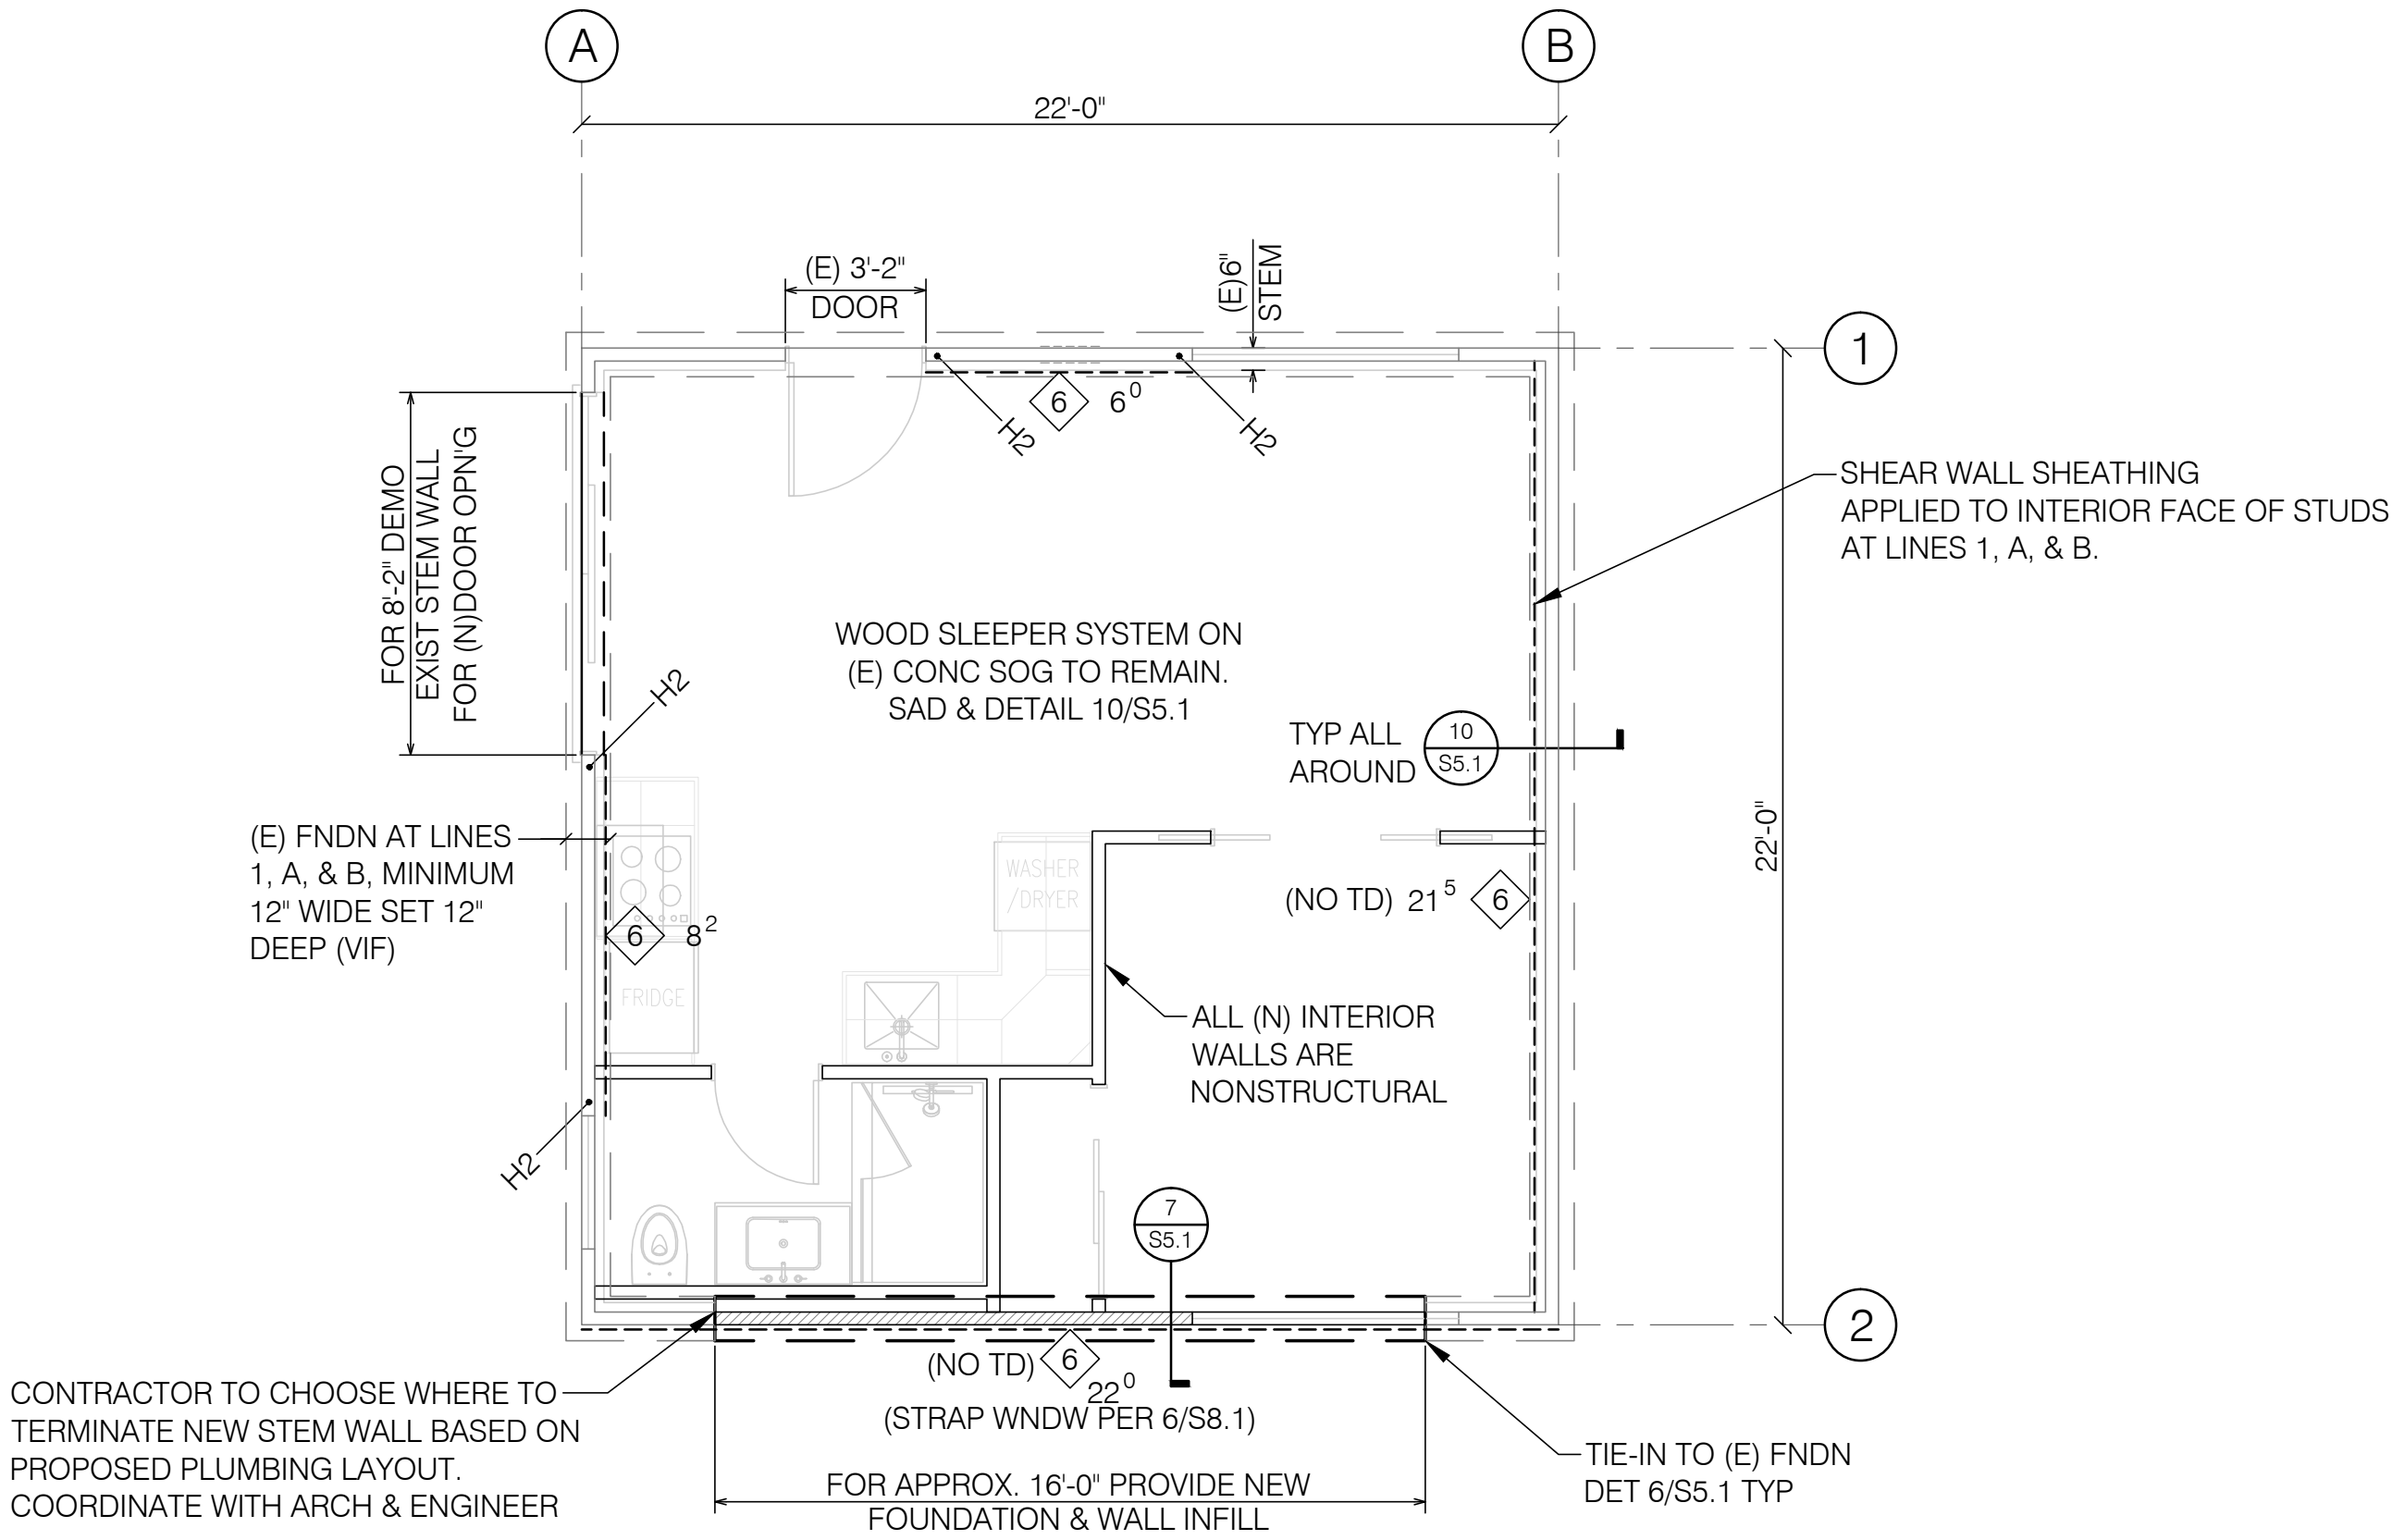 A
B
22'-0"
(E) 3'-2"
DOOR
(E)6"
STEM
1
H2
6
6 0
H2
FOR 8'-2" DEMO
EXIST STEM WALL
FOR (N)DOOR OPN'G
SHEAR WALL SHEATHING
APPLIED TO INTERIOR FACE OF STUDS
AT LINES 1, A, & B.
WOOD SLEEPER SYSTEM ON
(E) CONC SOG TO REMAIN.
SAD & DETAIL 10/S5.1
H2
TYP ALL
AROUND
10
S5.1
22'-0"
(E) FNDN AT LINES
1, A, & B, MINIMUM
12" WIDE SET 12"
DEEP (VIF)
WASHER
/DRYER
(NO TD) 21 5
6
6
8 2
FRIDGE
ALL (N) INTERIOR
WALLS ARE
NONSTRUCTURAL
H2
7
S5.1
2
(NO TD)
6
22 0
(STRAP WNDW PER 6/S8.1)
CONTRACTOR TO CHOOSE WHERE TO
TERMINATE NEW STEM WALL BASED ON
PROPOSED PLUMBING LAYOUT.
COORDINATE WITH ARCH & ENGINEER
TIE-IN TO (E) FNDN
DET 6/S5.1 TYP
FOR APPROX. 16'-0" PROVIDE NEW
FOUNDATION & WALL INFILL